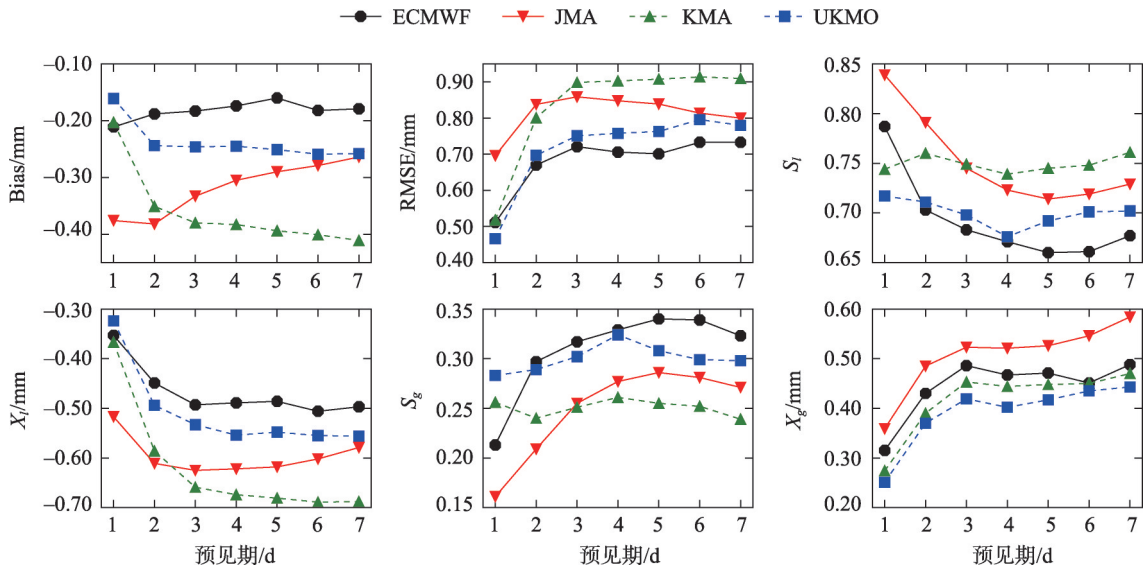 ECMWF JMA KMA UKMO
Bias/mm
−0.10
−0.20
−0.30
−0.40
1 2 3 4 5 6 7
RMSE/mm
0.90
0.80
0.70
0.60
0.50
0.40
1 2 3 4 5 6 7
S_l
0.85
0.80
0.75
0.70
0.65
1 2 3 4 5 6 7
X_l/mm
−0.30
−0.40
−0.50
−0.60
−0.70
1 2 3 4 5 6 7
预见期/d
S_g
0.35
0.30
0.25
0.20
0.15
1 2 3 4 5 6 7
预见期/d
X_g/mm
0.60
0.50
0.40
0.30
0.20
1 2 3 4 5 6 7
预见期/d